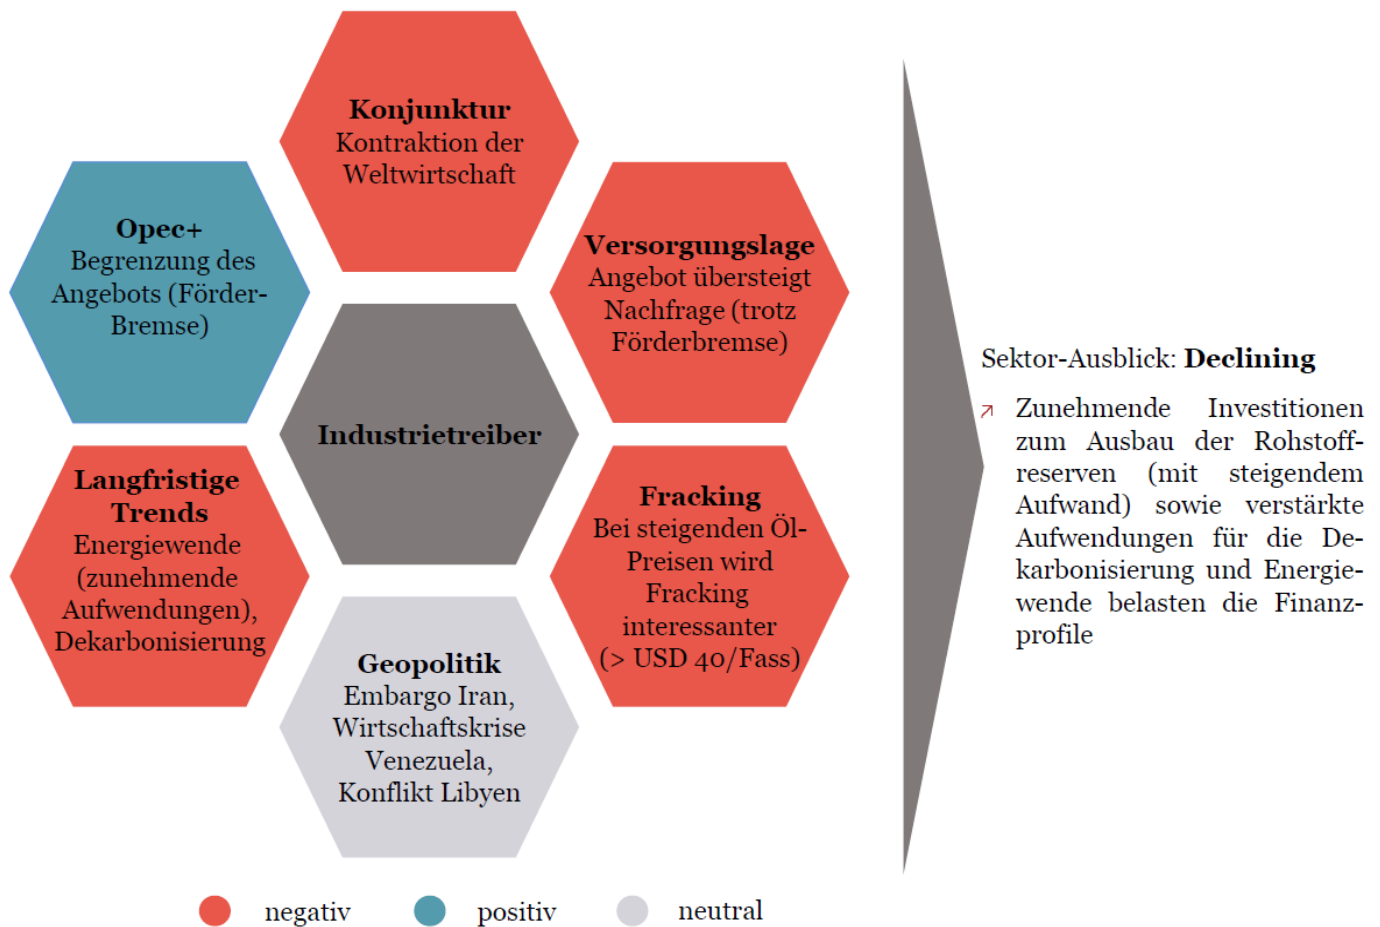 Konjunktur
Kontraktion der
Weltwirtschaft
Opec+
Begrenzung des
Angebots (Förder-
Bremse)
Versorgungslage
Angebot übersteigt
Nachfrage (trotz
Förderbremse)
Industrietreiber
Langfristige
Trends
Energiewende
(zunehmende
Aufwendungen),
Dekarbonisierung
Fracking
Bei steigenden Öl-
Preisen wird
Fracking
interessanter
(> USD 40/Fass)
Geopolitik
Embargo Iran,
Wirtschaftskrise
Venezuela,
Konflikt Libyen
Sektor-Ausblick: Declining
Zunehmende Investitionen
zum Ausbau der Rohstoff-
reserven (mit steigendem
Aufwand) sowie verstärkte
Aufwendungen für die De-
karbonisierung und Energie-
wende belasten die Finanz-
profile
negativ
positiv
neutral